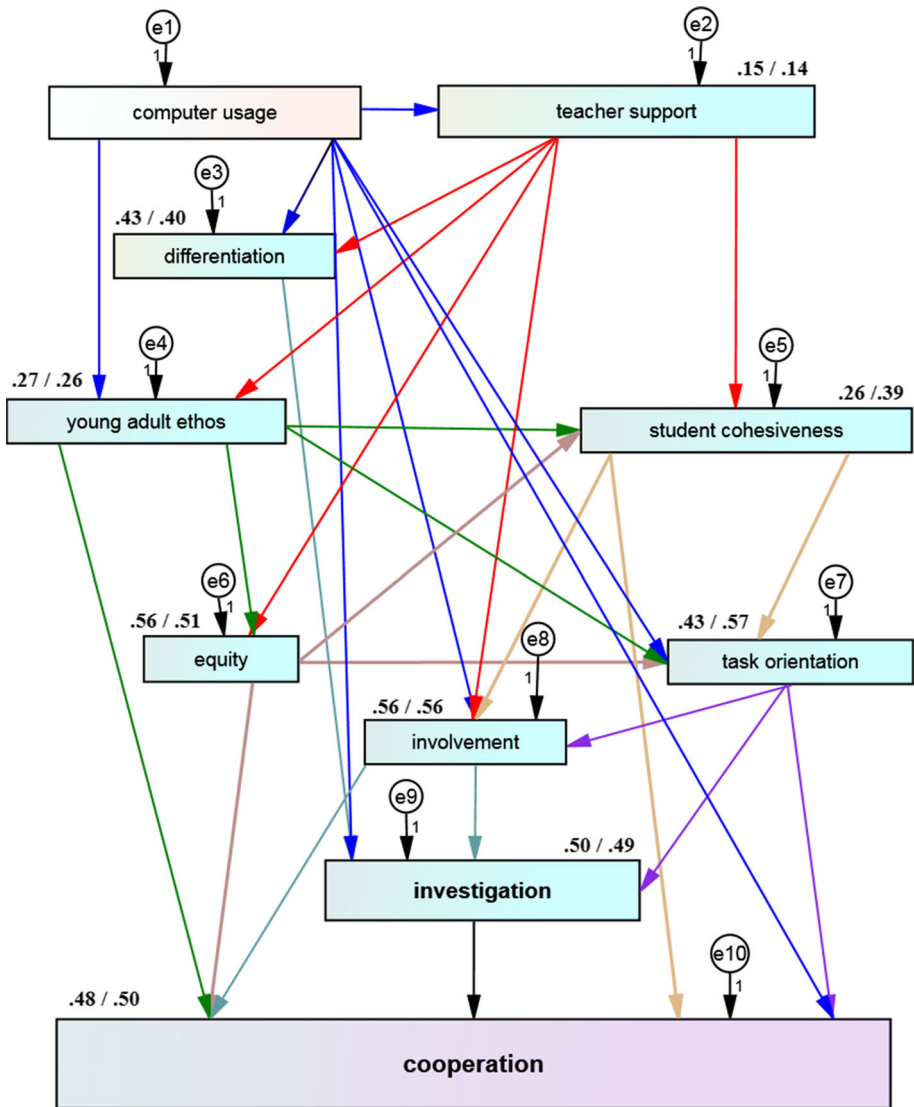 e1
1
e2
1
.15 / .14
computer usage
teacher support
e3
1
.43 / .40
differentiation
e4
1
.27 / .26
young adult ethos
e5
1
.26 /.39
student cohesiveness
e6
1
.56 / .51
equity
e7
1
.43 / .57
task orientation
e8
1
.56 / .56
involvement
e9
1
.50 / .49
investigation
e10
1
.48 / .50
cooperation